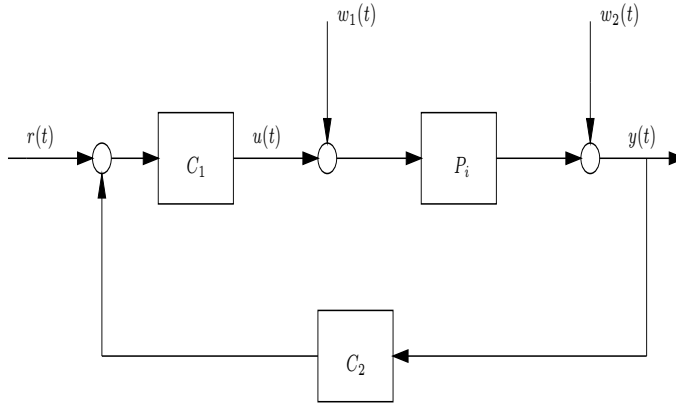 w₁(t)
w₂(t)
r(t)
C₁
u(t)
Pᵢ
y(t)
C₂